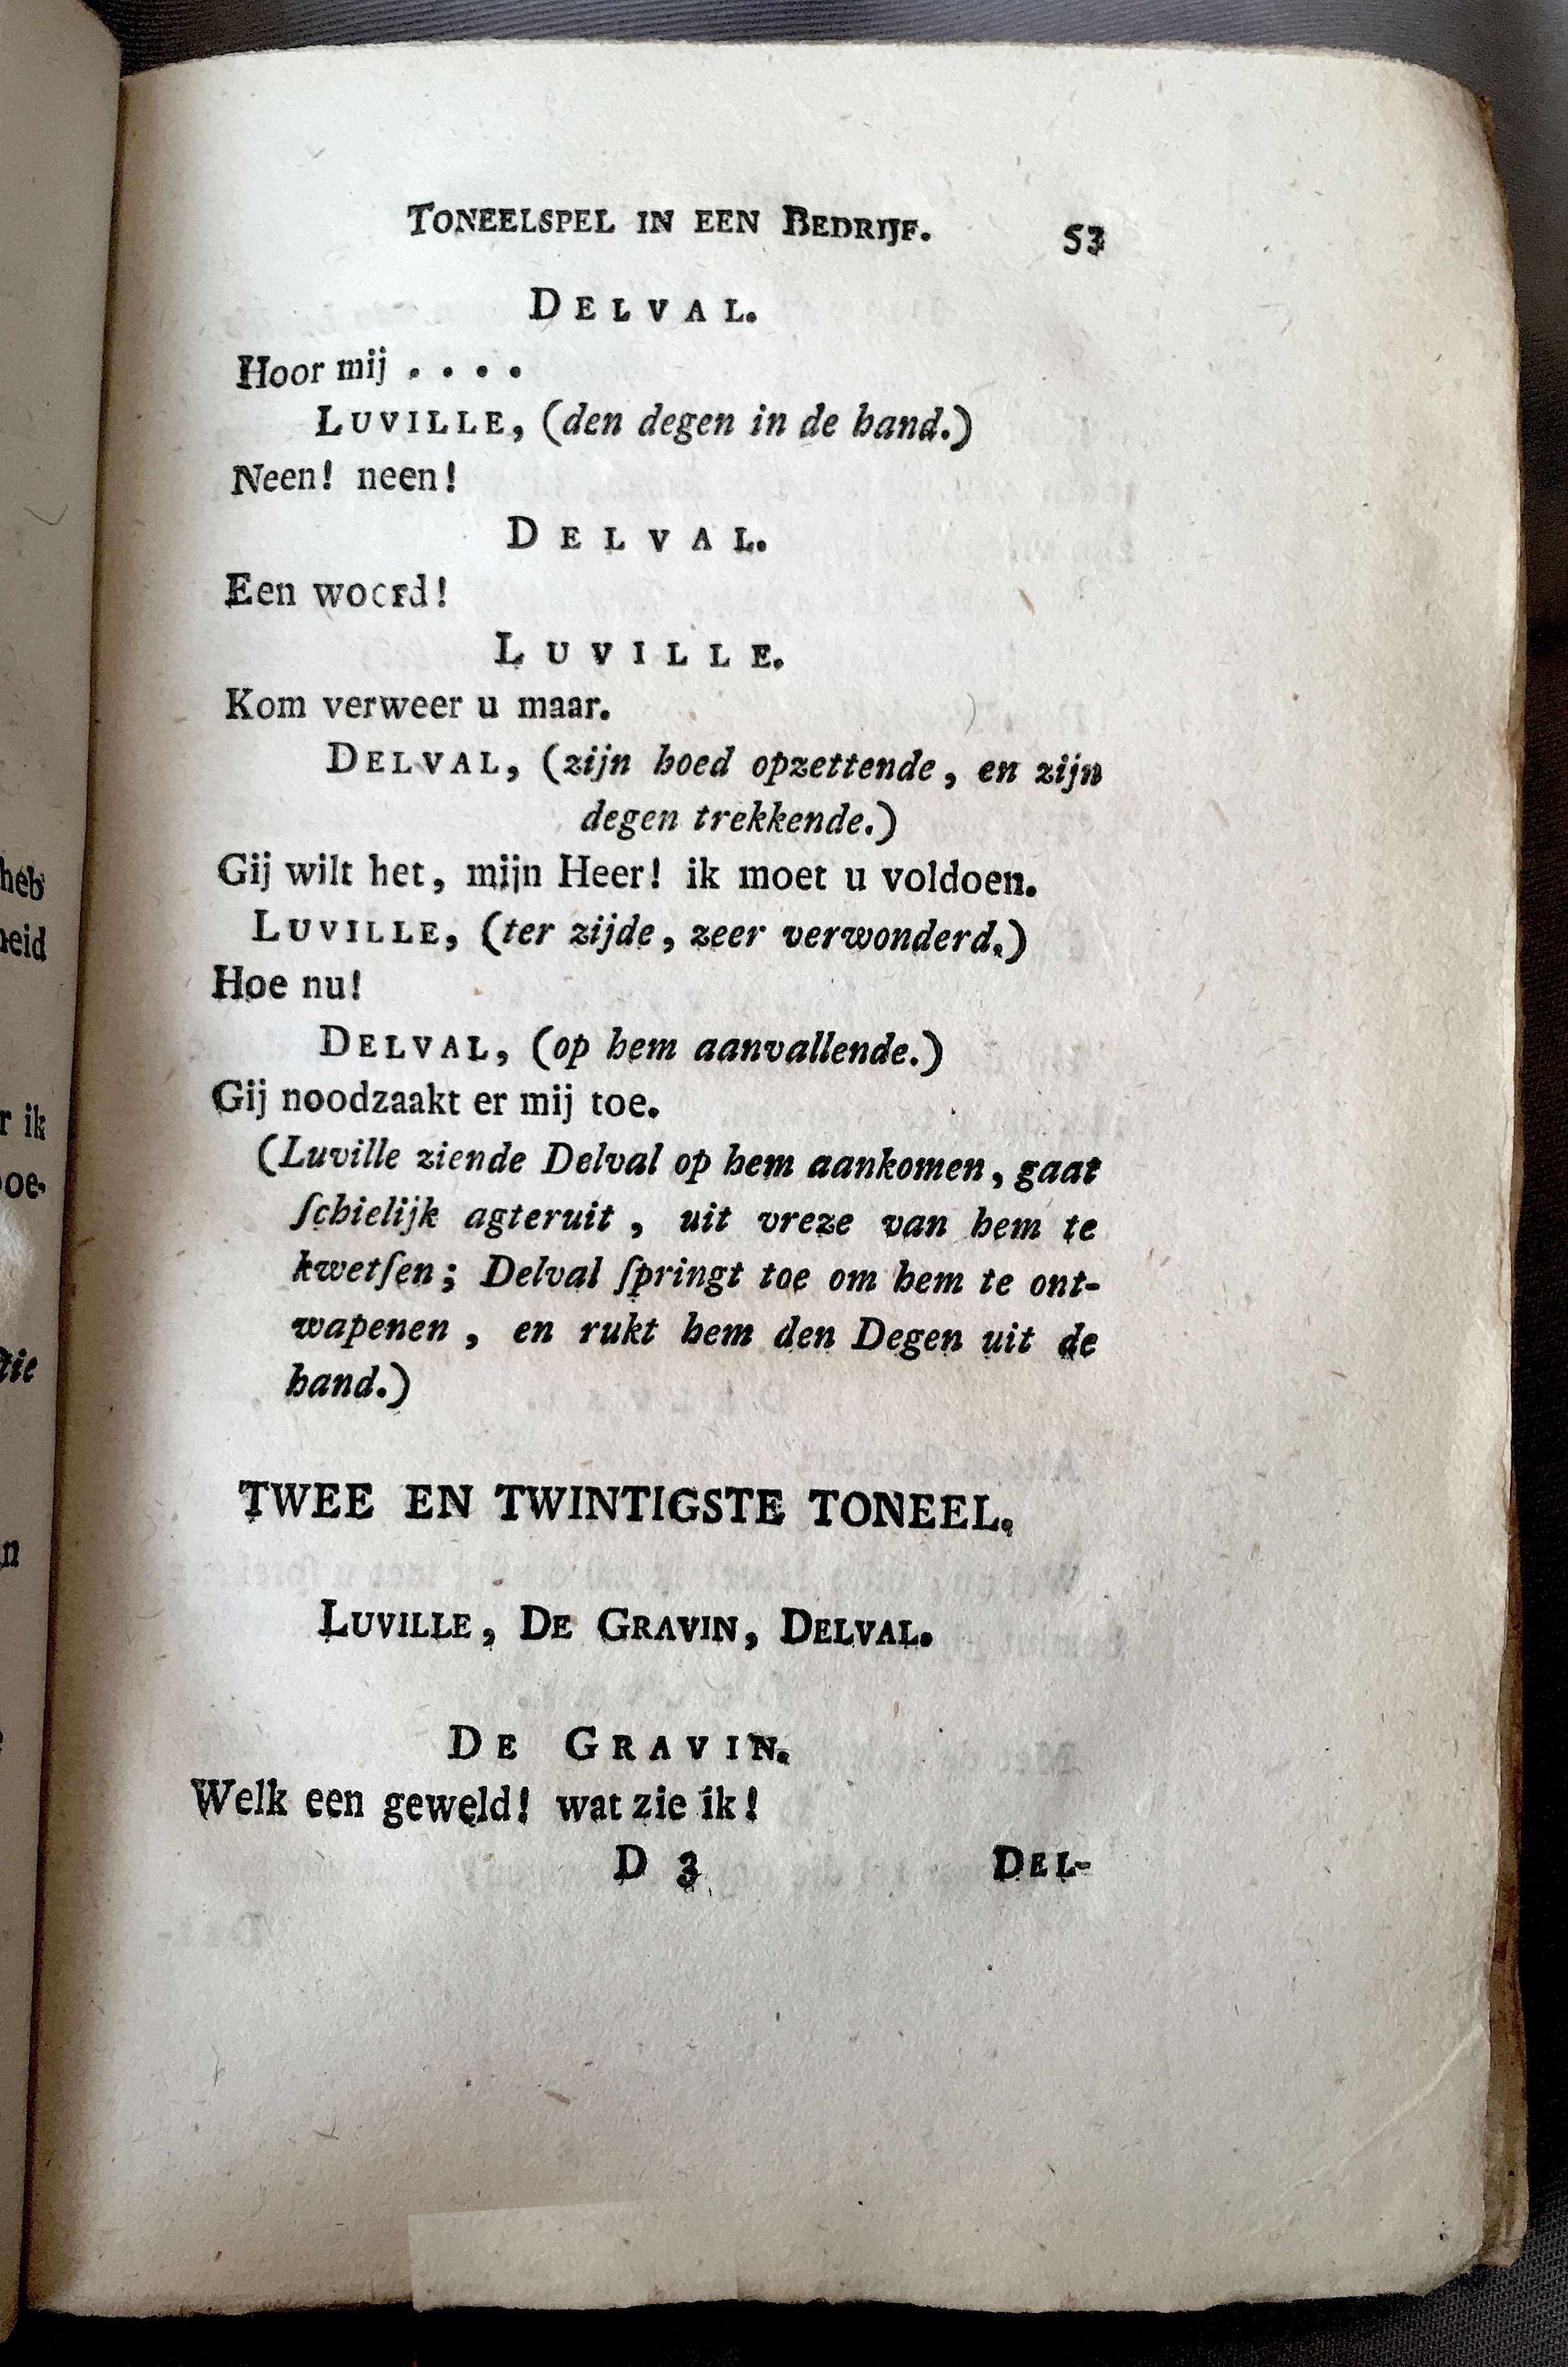 TONEELSPEL IN EEN BEDRIJF. 53
DELVAL.
Hoor mij . . . .
LUVILLE, (den degen in de hand.)
Neen! neen!
DELVAL.
Een woord!
LUVILLE.
Kom verweer u maar.
DELVAL, (zijn hoed opzettende, en zijn
degen trekkende.)
Gij wilt het, mijn Heer! ik moet u voldoen.
LUVILLE, (ter zijde, zeer verwonderd.)
Hoe nu!
DELVAL, (op hem aanvallende.)
Gij noodzaakt er mij toe.
(Luville ziende Delval op hem aankomen, gaat
ſchielijk agteruit, uit vreze van hem te
kwetſen; Delval ſpringt toe om hem te ont-
wapenen, en rukt hem den Degen uit de
hand.)
TWEE EN TWINTIGSTE TONEEL.
LUVILLE, DE GRAVIN, DELVAL.
DE GRAVIN.
Welk een geweld! wat zie ik!
D 3 DEL-